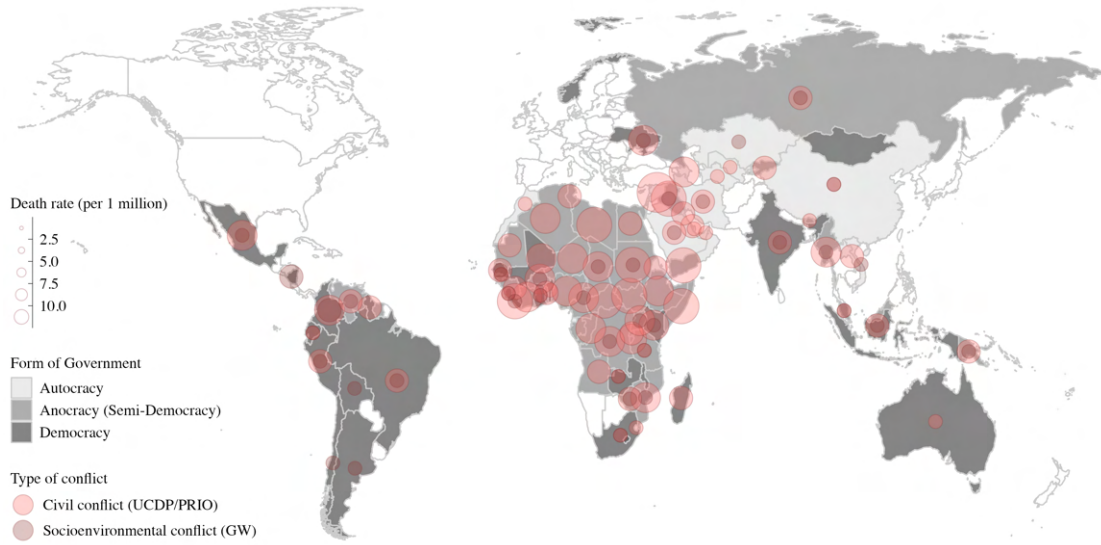 Death rate (per 1 million)
2.5
5.0
7.5
10.0
Form of Government
Autocracy
Anocracy (Semi-Democracy)
Democracy
Type of conflict
Civil conflict (UCDP/PRIO)
Socioenvironmental conflict (GW)